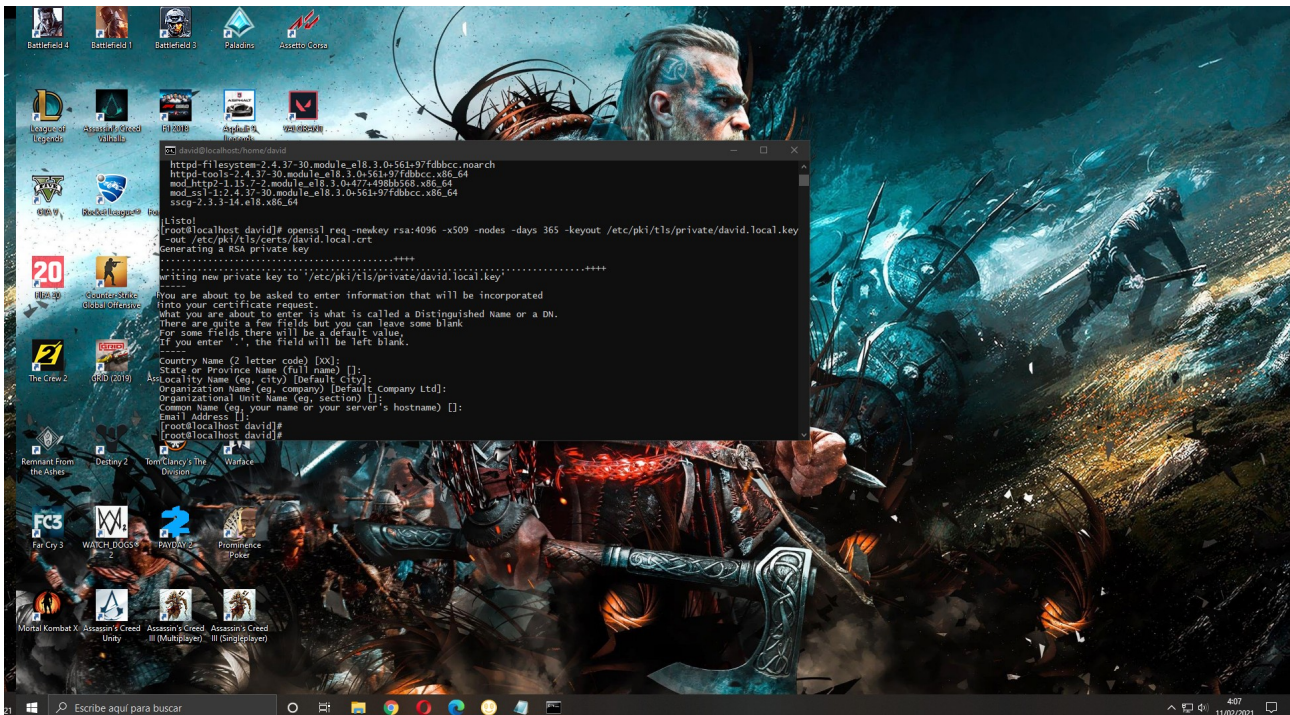 Battlefield 4
Battlefield 1
Battlefield 3
Paladins
Assetto Corsa
League of
Legends
Assassin's Creed
Valhalla
F1 2018
Asphalt 9
Legends
VALORANT
david@localhost:/home/david
httpd-filesystem-2.4.37-30.module_el8.3.0+561+97fdbbcc.noarch
httpd-tools-2.4.37-30.module_el8.3.0+561+97fdbbcc.x86_64
mod_http2-1.15.7-2.module_el8.3.0+477+498bb568.x86_64
mod_ssl-1:2.4.37-30.module_el8.3.0+561+97fdbbcc.x86_64
sscg-2.3.3-14.el8.x86_64
¡Listo!
[root@localhost david]# openssl req -newkey rsa:4096 -x509 -nodes -days 365 -keyout /etc/pki/tls/private/david.local.key
-out /etc/pki/tls/certs/david.local.crt
Generating a RSA private key
............................................++++
................................................................................++++
writing new private key to '/etc/pki/tls/private/david.local.key'
-----
You are about to be asked to enter information that will be incorporated
into your certificate request.
What you are about to enter is what is called a Distinguished Name or a DN.
There are quite a few fields but you can leave some blank
For some fields there will be a default value,
If you enter '.', the field will be left blank.
-----
Country Name (2 letter code) [XX]:
State or Province Name (full name) []:
Locality Name (eg, city) [Default City]:
Organization Name (eg, company) [Default Company Ltd]:
Organizational Unit Name (eg, section) []:
Common Name (eg, your name or your server's hostname) []:
Email Address []:
[root@localhost david]#
[root@localhost david]#
GTA V
Rocket League®
20
FIFA 20
Counter-Strike
Global Offensive
2
The Crew 2
GRID
GRID (2019)
Remnant From
the Ashes
Destiny 2
Tom Clancy's The
Division
Warface
FC3
Far Cry 3
WATCH_DOGS®
2
PAYDAY 2
Prominence
Poker
Mortal Kombat X
Assassin's Creed
Unity
Assassin's Creed
III (Multiplayer)
Assassin's Creed
III (Singleplayer)
21
Escribe aquí para buscar
4:07
11/02/2021